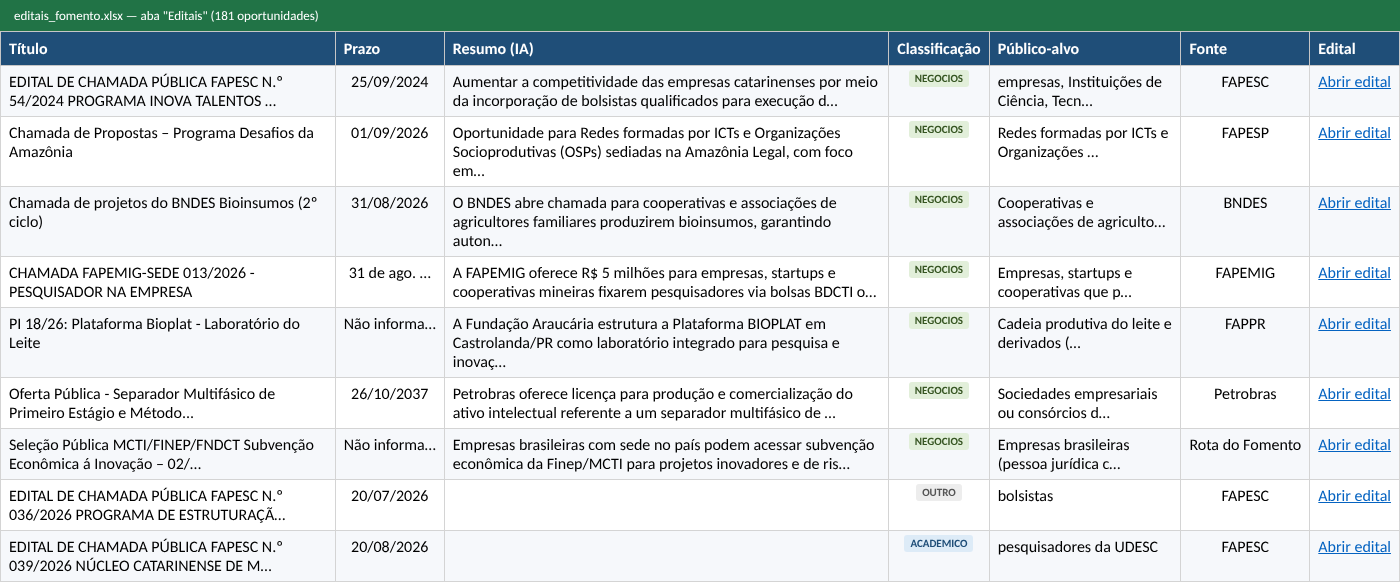 editais_fomento.xlsx — aba "Editais" (181 oportunidades)
Título Prazo Resumo (IA) Classificação Público-alvo Fonte Edital
EDITAL DE CHAMADA PÚBLICA FAPESC N.º 25/09/2024 Aumentar a competitividade das empresas catarinenses por meio NEGOCIOS empresas, Instituições de FAPESC Abrir edital
54/2024 PROGRAMA INOVA TALENTOS ... da incorporação de bolsistas qualificados para execução d... Ciência, Tecn...
Chamada de Propostas – Programa Desafios da 01/09/2026 Oportunidade para Redes formadas por ICTs e Organizações NEGOCIOS Redes formadas por ICTs e FAPESP Abrir edital
Amazônia Socioprodutivas (OSPs) sediadas na Amazônia Legal, com foco Organizações ...
em...
Chamada de projetos do BNDES Bioinsumos (2º 31/08/2026 O BNDES abre chamada para cooperativas e associações de NEGOCIOS Cooperativas e BNDES Abrir edital
ciclo) agricultores familiares produzirem bioinsumos, garantindo associações de agriculto...
auton...
CHAMADA FAPEMIG-SEDE 013/2026 - 31 de ago. ... A FAPEMIG oferece R$ 5 milhões para empresas, startups e NEGOCIOS Empresas, startups e FAPEMIG Abrir edital
PESQUISADOR NA EMPRESA cooperativas mineiras fixarem pesquisadores via bolsas BDCTI o... cooperativas que p...
PI 18/26: Plataforma Bioplat - Laboratório do Não informa... A Fundação Araucária estrutura a Plataforma BIOPLAT em NEGOCIOS Cadeia produtiva do leite e FAPPR Abrir edital
Leite Castrolanda/PR como laboratório integrado para pesquisa e derivados (...
inovaç...
Oferta Pública - Separador Multifásico de 26/10/2037 Petrobras oferece licença para produção e comercialização do NEGOCIOS Sociedades empresariais Petrobras Abrir edital
Primeiro Estágio e Método... ativo intelectual referente a um separador multifásico de ... ou consórcios d...
Seleção Pública MCTI/FINEP/FNDCT Subvenção Não informa... Empresas brasileiras com sede no país podem acessar subvenção NEGOCIOS Empresas brasileiras Rota do Fomento Abrir edital
Econômica á Inovação – 02/... econômica da Finep/MCTI para projetos inovadores e de ris... (pessoa jurídica c...
EDITAL DE CHAMADA PÚBLICA FAPESC N.º 20/07/2026 OUTRO bolsistas FAPESC Abrir edital
036/2026 PROGRAMA DE ESTRUTURAÇÃ...
EDITAL DE CHAMADA PÚBLICA FAPESC N.º 20/08/2026 ACADEMICO pesquisadores da UDESC FAPESC Abrir edital
039/2026 NÚCLEO CATARINENSE DE M...